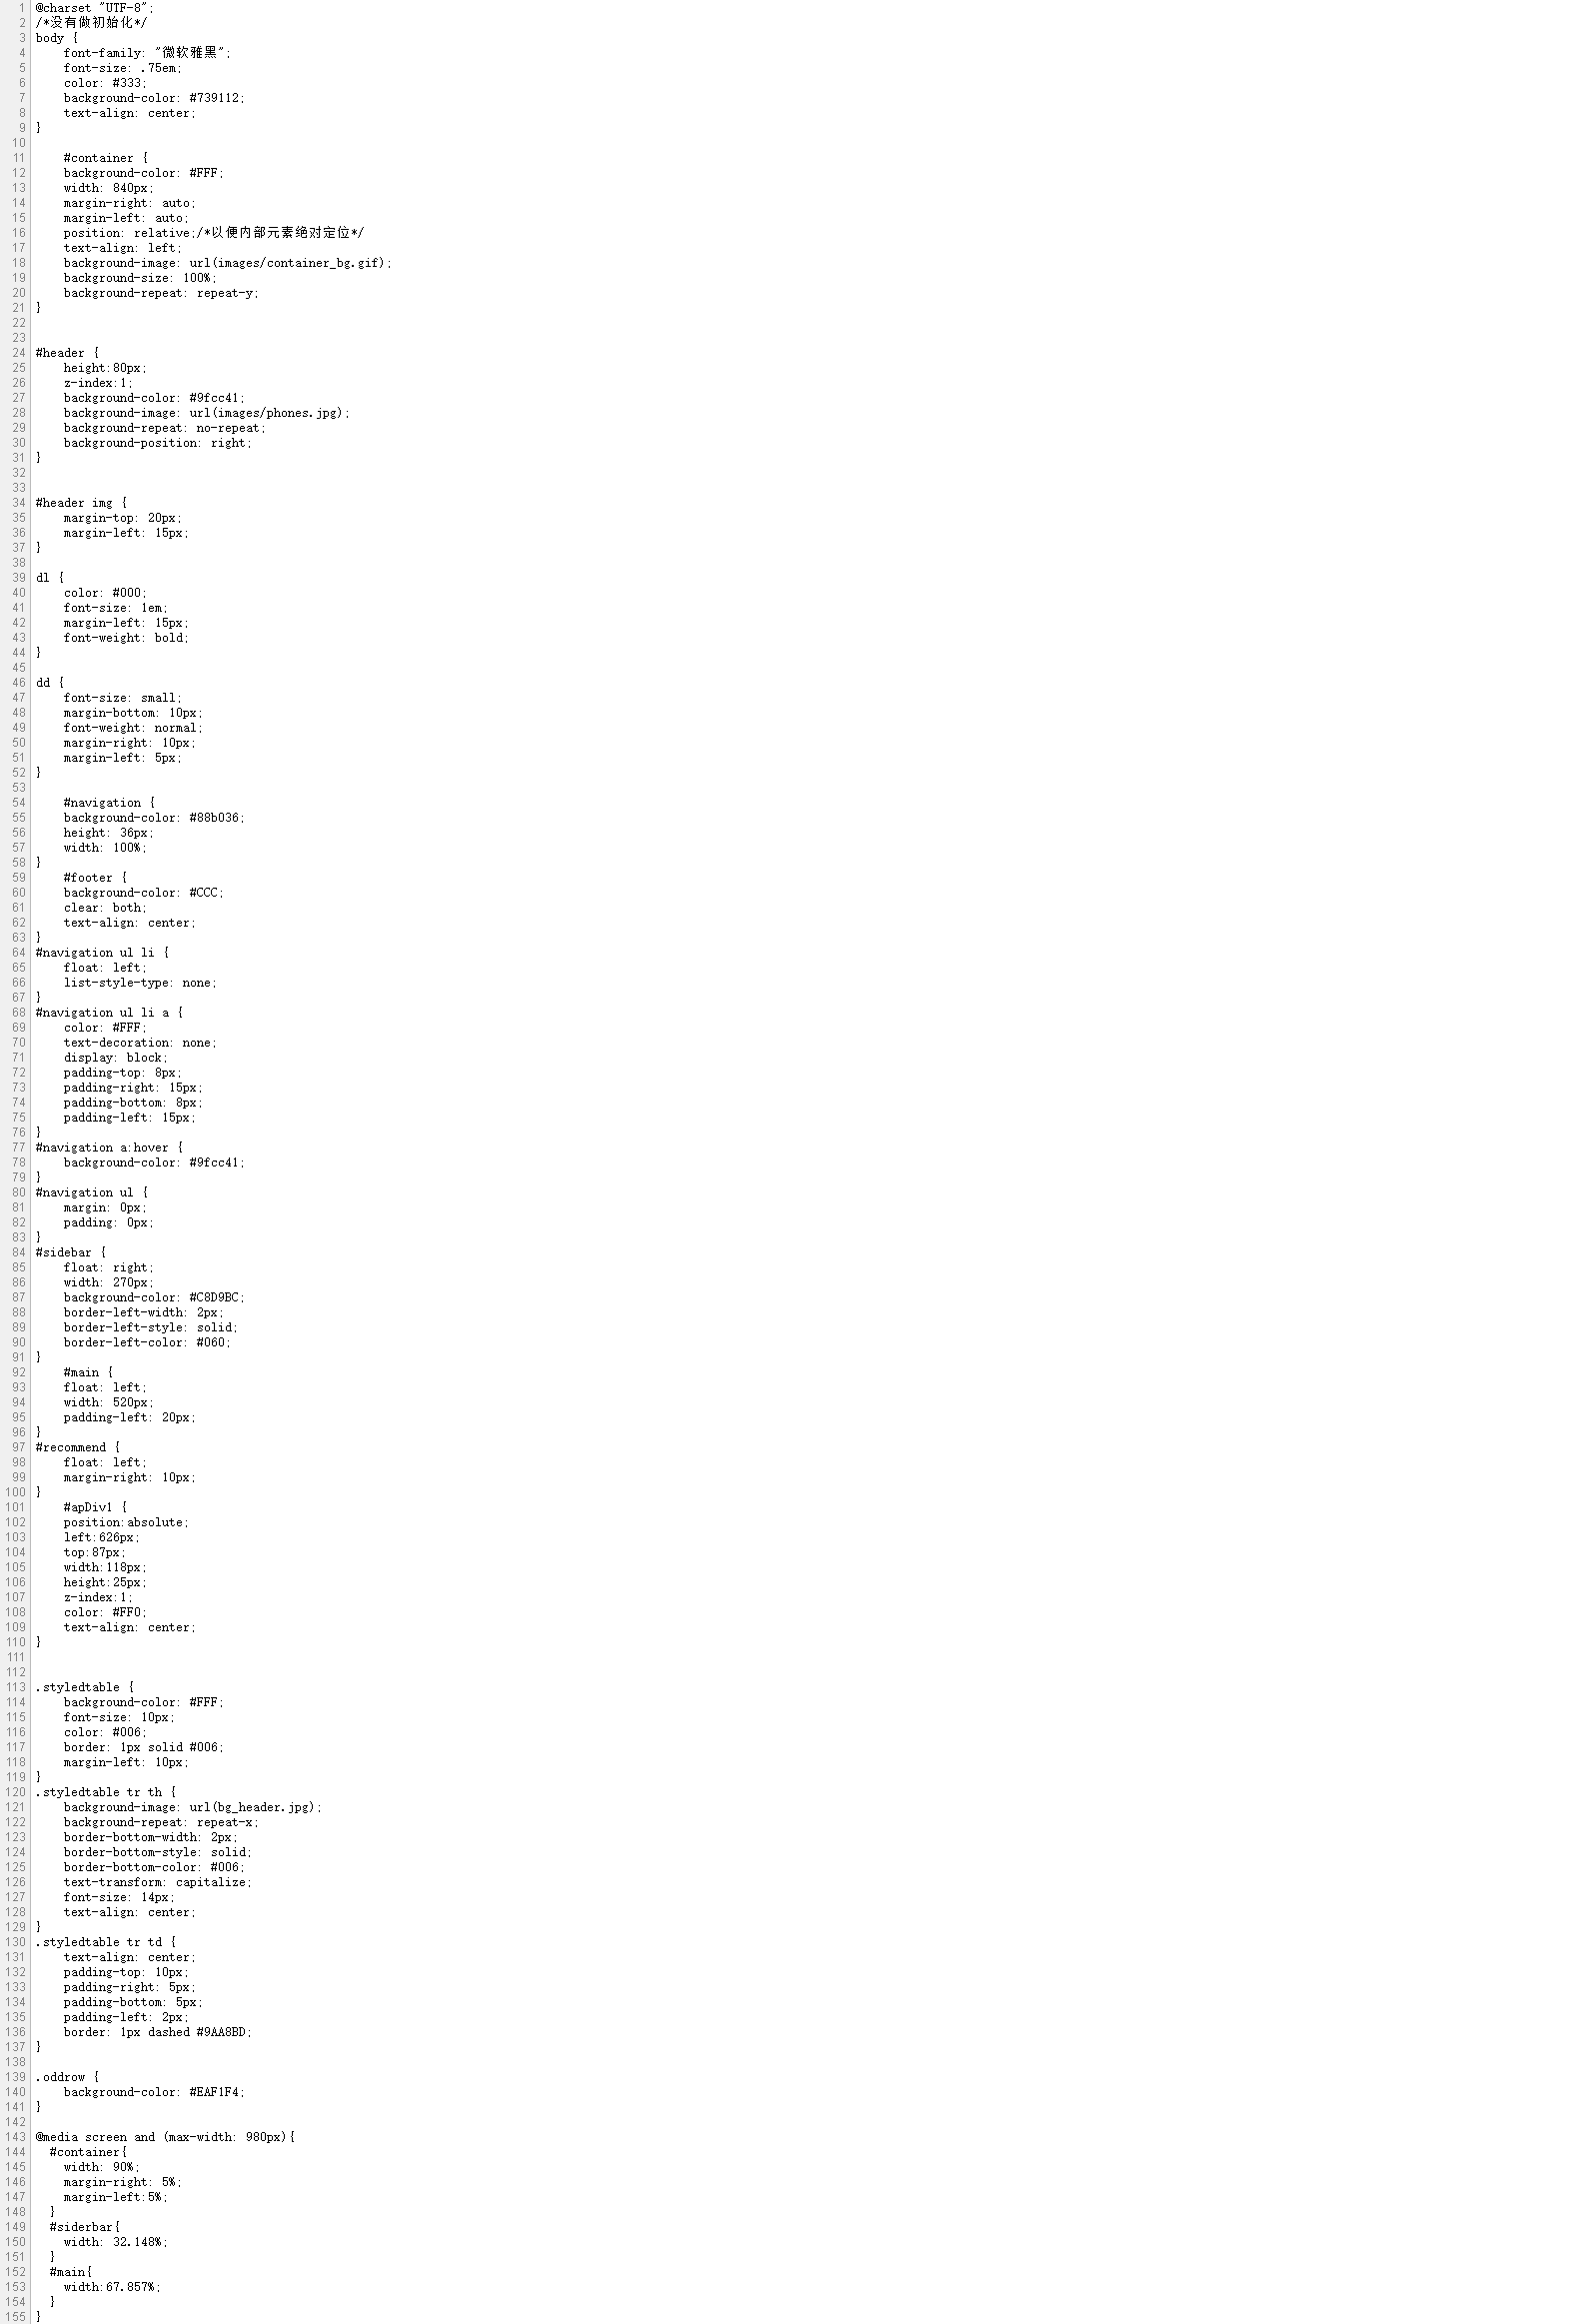 1 @charset "UTF-8";
2 /*没有做初始化*/
3 body {
4     font-family: "微软雅黑";
5     font-size: .75em;
6     color: #333;
7     background-color: #739112;
8     text-align: center;
9 }
10
11     #container {
12     background-color: #FFF;
13     width: 840px;
14     margin-right: auto;
15     margin-left: auto;
16     position: relative;/*以便内部元素绝对定位*/
17     text-align: left;
18     background-image: url(images/container_bg.gif);
19     background-size: 100%;
20     background-repeat: repeat-y;
21 }
22
23
24 #header {
25     height:80px;
26     z-index:1;
27     background-color: #9fcc41;
28     background-image: url(images/phones.jpg);
29     background-repeat: no-repeat;
30     background-position: right;
31 }
32
33
34 #header img {
35     margin-top: 20px;
36     margin-left: 15px;
37 }
38
39 dl {
40     color: #000;
41     font-size: 1em;
42     margin-left: 15px;
43     font-weight: bold;
44 }
45
46 dd {
47     font-size: small;
48     margin-bottom: 10px;
49     font-weight: normal;
50     margin-right: 10px;
51     margin-left: 5px;
52 }
53
54     #navigation {
55     background-color: #88b036;
56     height: 36px;
57     width: 100%;
58 }
59     #footer {
60     background-color: #CCC;
61     clear: both;
62     text-align: center;
63 }
64 #navigation ul li {
65     float: left;
66     list-style-type: none;
67 }
68 #navigation ul li a {
69     color: #FFF;
70     text-decoration: none;
71     display: block;
72     padding-top: 8px;
73     padding-right: 15px;
74     padding-bottom: 8px;
75     padding-left: 15px;
76 }
77 #navigation a:hover {
78     background-color: #9fcc41;
79 }
80 #navigation ul {
81     margin: 0px;
82     padding: 0px;
83 }
84 #sidebar {
85     float: right;
86     width: 270px;
87     background-color: #C8D9BC;
88     border-left-width: 2px;
89     border-left-style: solid;
90     border-left-color: #060;
91 }
92     #main {
93     float: left;
94     width: 520px;
95     padding-left: 20px;
96 }
97 #recommend {
98     float: left;
99     margin-right: 10px;
100 }
101     #apDiv1 {
102     position:absolute;
103     left:626px;
104     top:87px;
105     width:118px;
106     height:25px;
107     z-index:1;
108     color: #FF0;
109     text-align: center;
110 }
111
112
113 .styledtable {
114     background-color: #FFF;
115     font-size: 10px;
116     color: #006;
117     border: 1px solid #006;
118     margin-left: 10px;
119 }
120 .styledtable tr th {
121     background-image: url(bg_header.jpg);
122     background-repeat: repeat-x;
123     border-bottom-width: 2px;
124     border-bottom-style: solid;
125     border-bottom-color: #006;
126     text-transform: capitalize;
127     font-size: 14px;
128     text-align: center;
129 }
130 .styledtable tr td {
131     text-align: center;
132     padding-top: 10px;
133     padding-right: 5px;
134     padding-bottom: 5px;
135     padding-left: 2px;
136     border: 1px dashed #9AA8BD;
137 }
138
139 .oddrow {
140     background-color: #EAF1F4;
141 }
142
143 @media screen and (max-width: 980px){
144   #container{
145     width: 90%;
146     margin-right: 5%;
147     margin-left:5%;
148   }
149   #siderbar{
150     width: 32.148%;
151   }
152   #main{
153     width:67.857%;
154   }
155 }